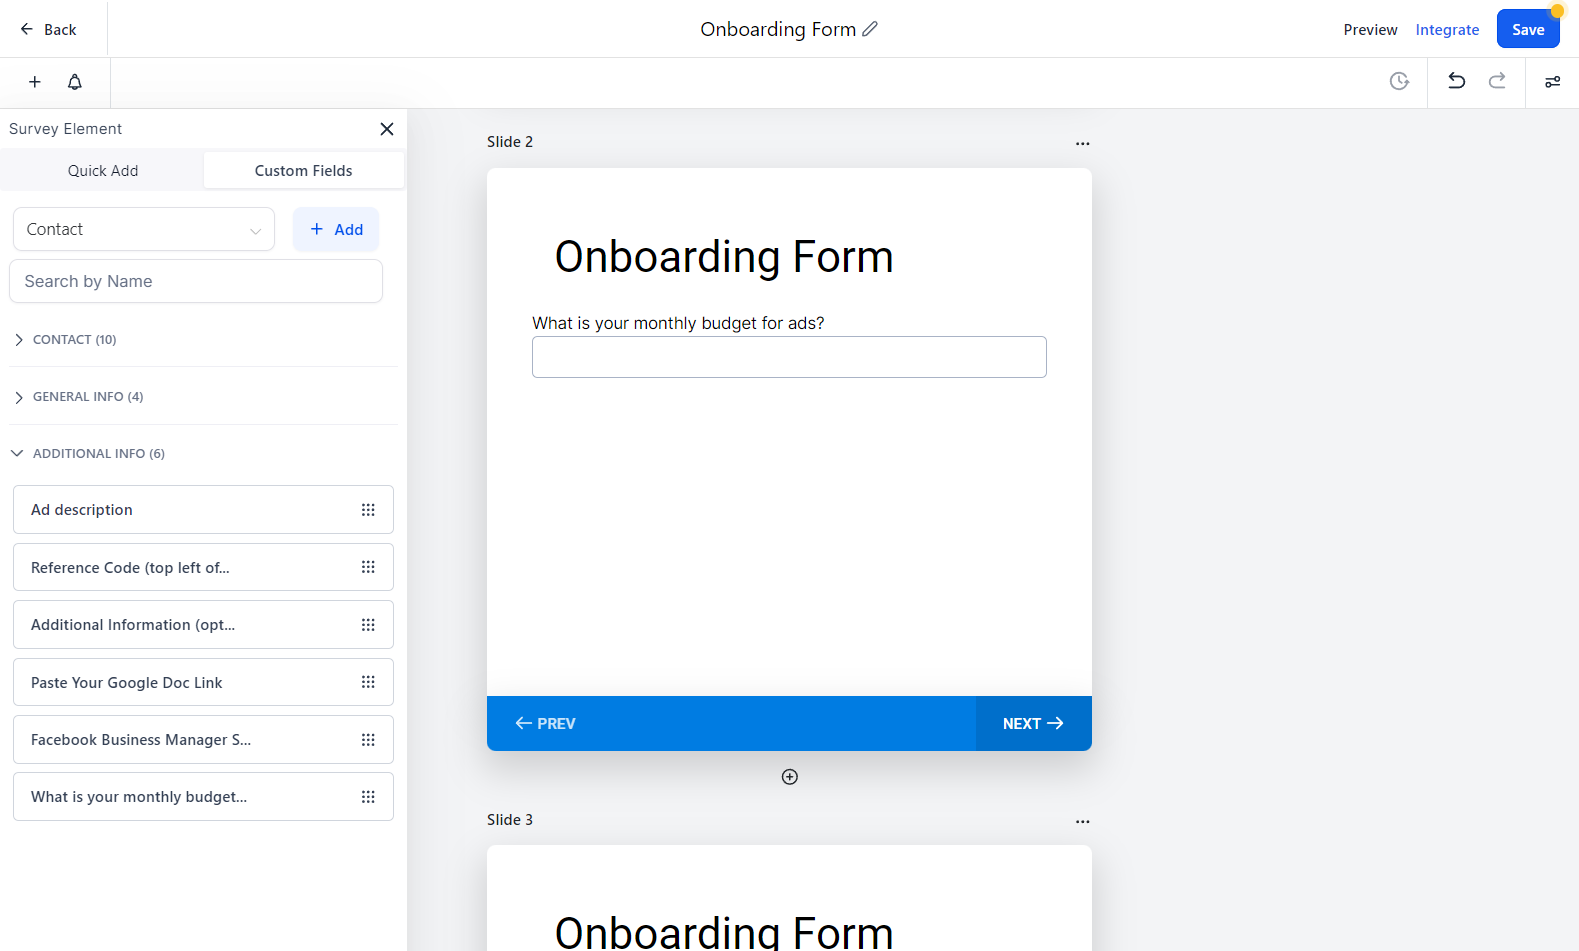 Back
Onboarding Form
Preview
Integrate
Save
Survey Element
Quick Add
Custom Fields
Contact
Add
Search by Name
CONTACT (10)
GENERAL INFO (4)
ADDITIONAL INFO (6)
Ad description
Reference Code (top left of...
Additional Information (opt...
Paste Your Google Doc Link
Facebook Business Manager S...
What is your monthly budget...
Slide 2
Onboarding Form
What is your monthly budget for ads?
PREV
NEXT
Slide 3
Onboarding Form